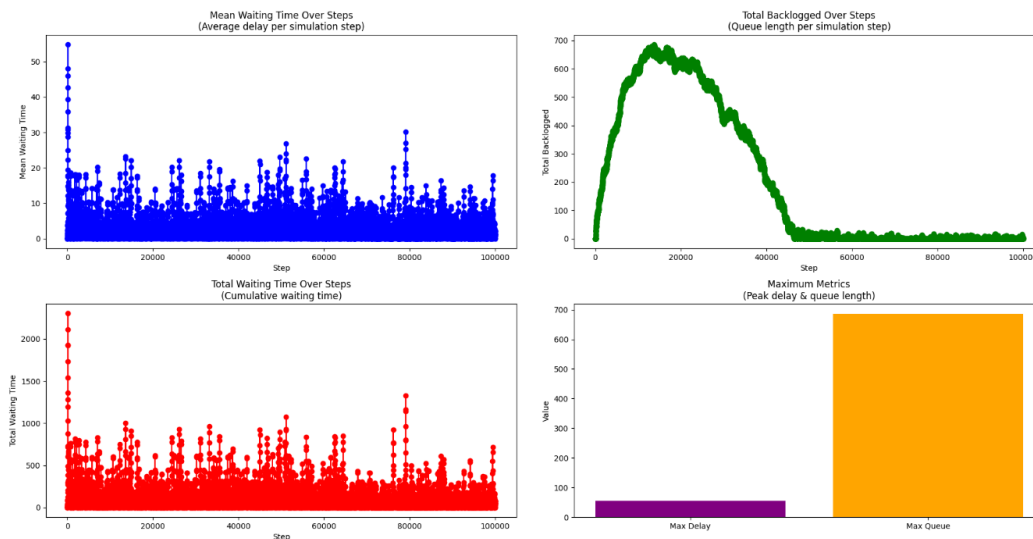 Mean Waiting Time Over Steps
(Average delay per simulation step)
Mean Waiting Time
50
40
30
20
10
0
0
20000
40000
60000
80000
100000
Step
Total Backlogged Over Steps
(Queue length per simulation step)
Total Backlogged
700
600
500
400
300
200
100
0
0
20000
40000
60000
80000
10000
Step
Total Waiting Time Over Steps
(Cumulative waiting time)
Total Waiting Time
2000
1500
1000
500
0
0
20000
40000
60000
80000
100000
Step
Maximum Metrics
(Peak delay & queue length)
Value
700
600
500
400
300
200
100
0
Max Delay
Max Queue